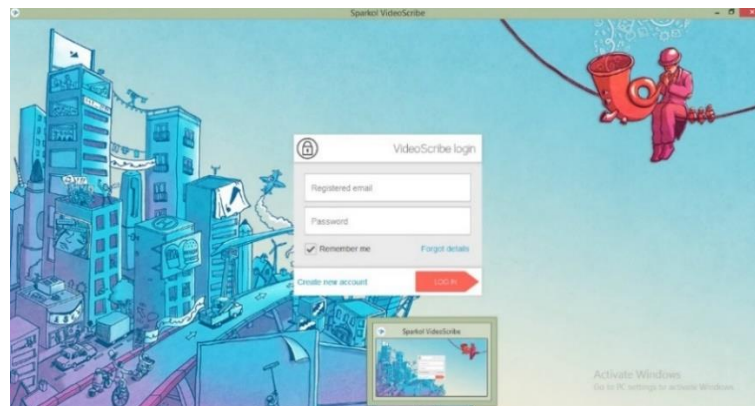 Sparkol VideoScribe
VideoScribe login
Registered email
Password
Remember me
Forgot details
Create new account
LOG IN
Sparkol VideoScribe
Activate Windows
Go to PC settings to activate Windows.